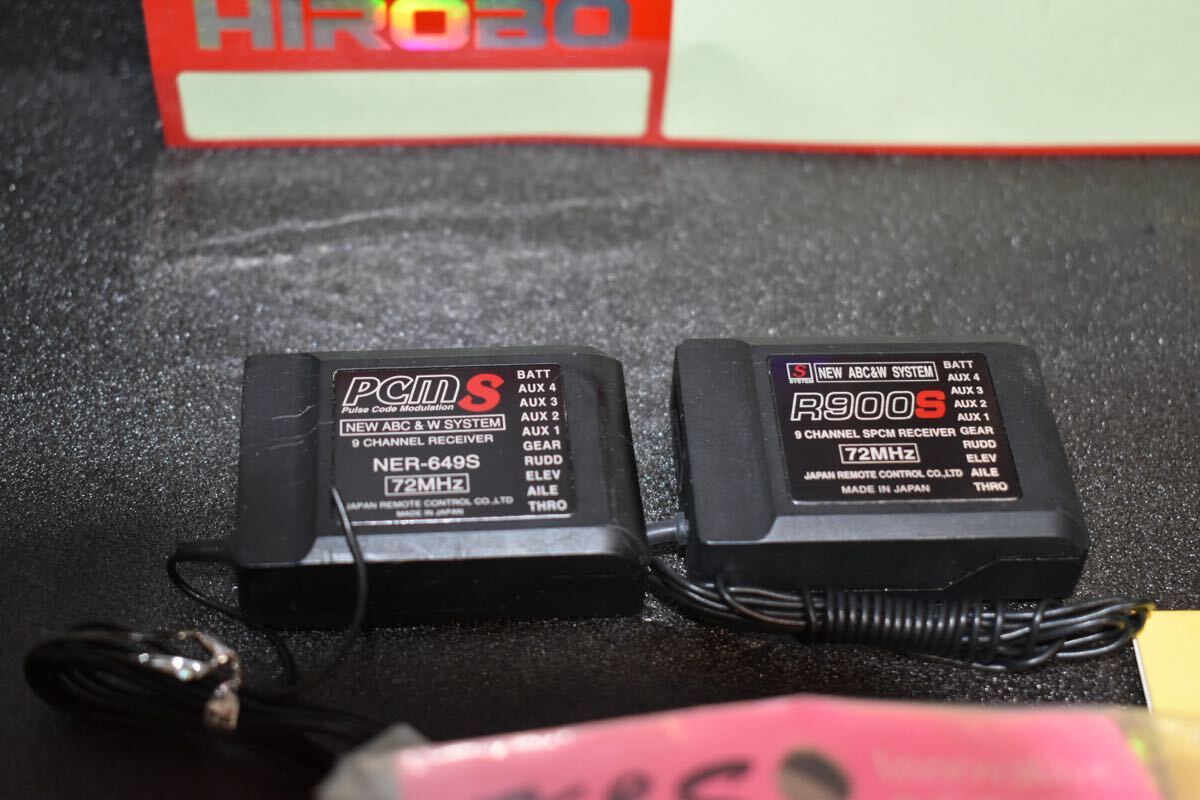 HIROBO
PCM S
Pulse Code Modulation
NEW ABC & W SYSTEM
9 CHANNEL RECEIVER
NER-649S
72MHz
JAPAN REMOTE CONTROL CO.,LTD
MADE IN JAPAN
BATT
AUX 4
AUX 3
AUX 2
AUX 1
GEAR
RUDD
ELEV
AILE
THRO
S
SYSTEM
NEW ABC&W SYSTEM
R900S
9 CHANNEL SPCM RECEIVER
72MHz
JAPAN REMOTE CONTROL CO.,LTD
MADE IN JAPAN
BATT
AUX 4
AUX 3
AUX 2
AUX 1
GEAR
RUDD
ELEV
AILE
THRO